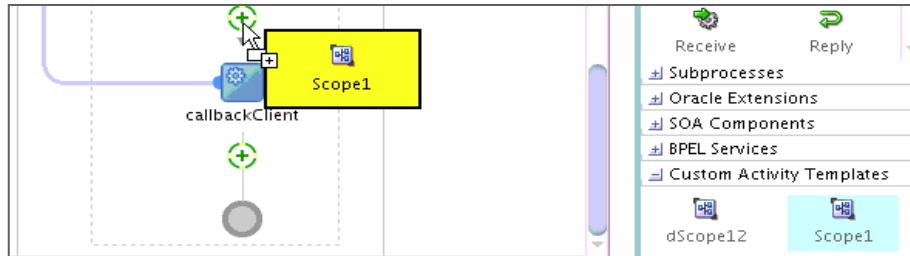 Scope1
callbackClient
Receive Reply
Subprocesses
Oracle Extensions
SOA Components
BPEL Services
Custom Activity Templates
dScope12 Scope1